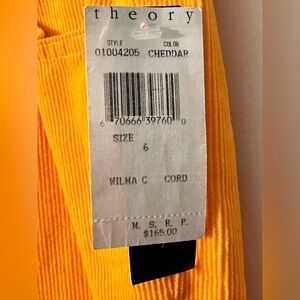 theory
STYLE COLOR
01004205 CHEDDAR
6 70666 39760 0
SIZE
6
WILMA C CORD
M. S. R. P.
$165.00